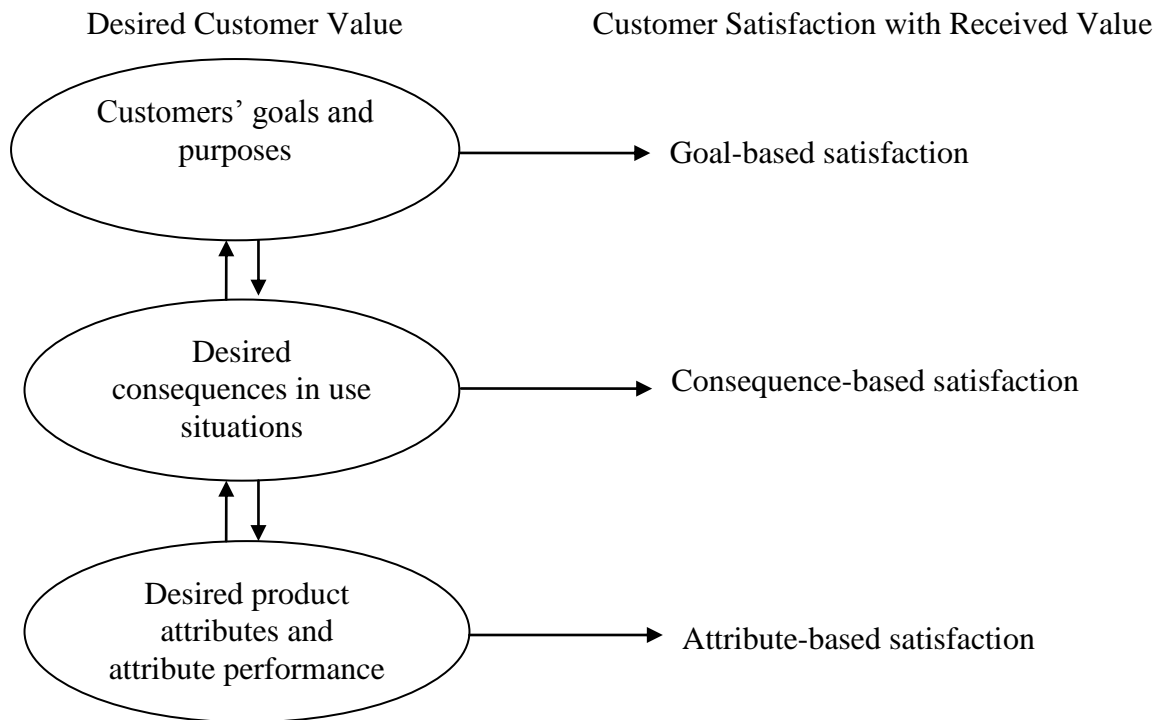 Desired Customer Value
Customer Satisfaction with Received Value
Customers’ goals and
purposes
Goal-based satisfaction
Desired
consequences in use
situations
Consequence-based satisfaction
Desired product
attributes and
attribute performance
Attribute-based satisfaction